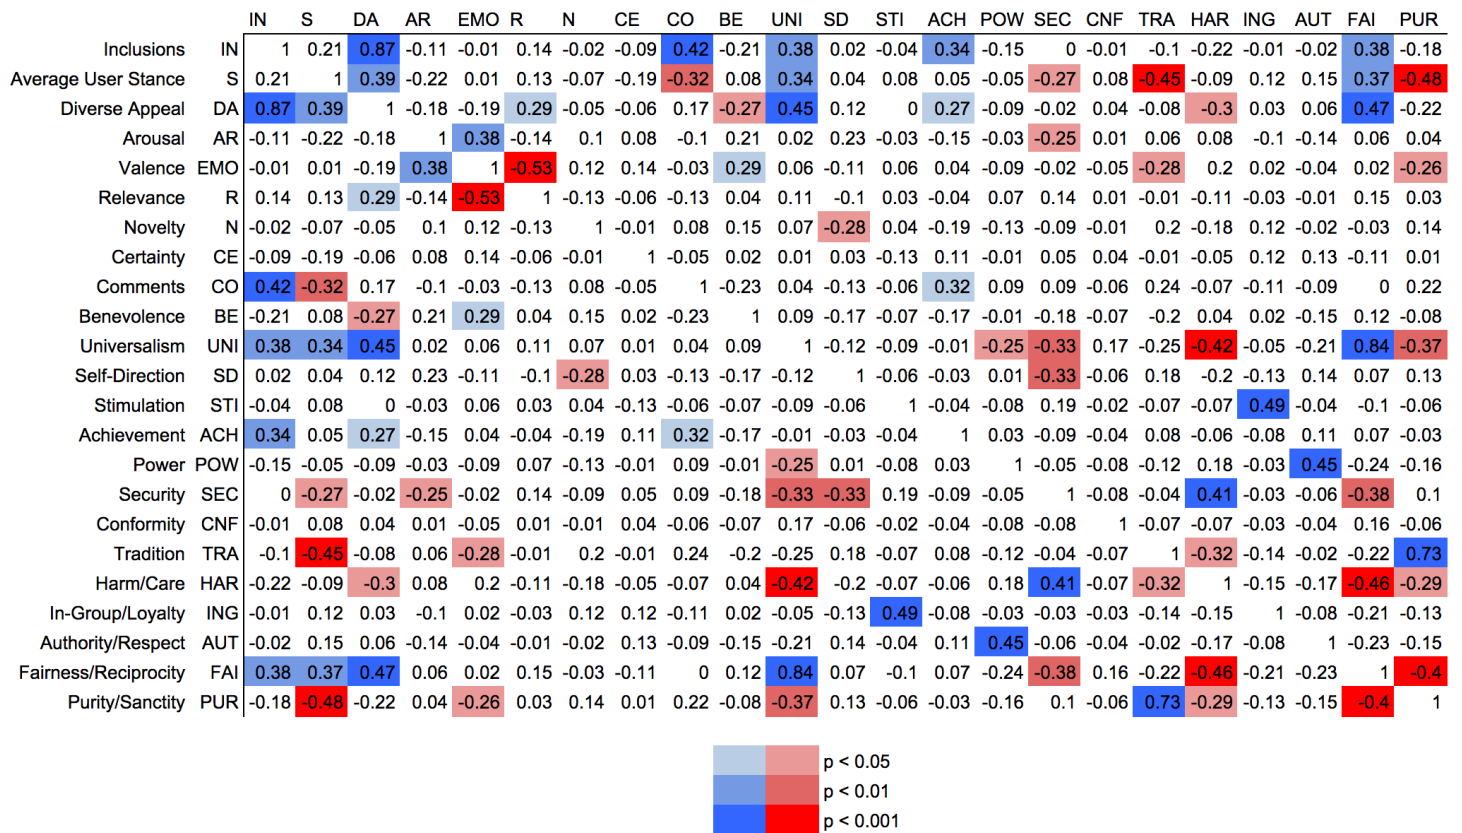 IN S DA AR EMO R N CE CO BE UNI SD STI ACH POW SEC CNF TRA HAR ING AUT FAI PUR
Inclusions IN 1 0.21 0.87 -0.11 -0.01 0.14 -0.02 -0.09 0.42 -0.21 0.38 0.02 -0.04 0.34 -0.15 0 -0.01 -0.1 -0.22 -0.01 -0.02 0.38 -0.18
Average User Stance S 0.21 1 0.39 -0.22 0.01 0.13 -0.07 -0.19 -0.32 0.08 0.34 0.04 0.08 0.05 -0.05 -0.27 0.08 -0.45 -0.09 0.12 0.15 0.37 -0.48
Diverse Appeal DA 0.87 0.39 1 -0.18 -0.19 0.29 -0.05 -0.06 0.17 -0.27 0.45 0.12 0 0.27 -0.09 -0.02 0.04 -0.08 -0.3 0.03 0.06 0.47 -0.22
Arousal AR -0.11 -0.22 -0.18 1 0.38 -0.14 0.1 0.08 -0.1 0.21 0.02 0.23 -0.03 -0.15 -0.03 -0.25 0.01 0.06 0.08 -0.1 -0.14 0.06 0.04
Valence EMO -0.01 0.01 -0.19 0.38 1 -0.53 0.12 0.14 -0.03 0.29 0.06 -0.11 0.06 0.04 -0.09 -0.02 -0.05 -0.28 0.2 0.02 -0.04 0.02 -0.26
Relevance R 0.14 0.13 0.29 -0.14 -0.53 1 -0.13 -0.06 -0.13 0.04 0.11 -0.1 0.03 -0.04 0.07 0.14 0.01 -0.01 -0.11 -0.03 -0.01 0.15 0.03
Novelty N -0.02 -0.07 -0.05 0.1 0.12 -0.13 1 -0.01 0.08 0.15 0.07 -0.28 0.04 -0.19 -0.13 -0.09 -0.01 0.2 -0.18 0.12 -0.02 -0.03 0.14
Certainty CE -0.09 -0.19 -0.06 0.08 0.14 -0.06 -0.01 1 -0.05 0.02 0.01 0.03 -0.13 0.11 -0.01 0.05 0.04 -0.01 -0.05 0.12 0.13 -0.11 0.01
Comments CO 0.42 -0.32 0.17 -0.1 -0.03 -0.13 0.08 -0.05 1 -0.23 0.04 -0.13 -0.06 0.32 0.09 0.09 -0.06 0.24 -0.07 -0.11 -0.09 0 0.22
Benevolence BE -0.21 0.08 -0.27 0.21 0.29 0.04 0.15 0.02 -0.23 1 0.09 -0.17 -0.07 -0.17 -0.01 -0.18 -0.07 -0.2 0.04 0.02 -0.15 0.12 -0.08
Universalism UNI 0.38 0.34 0.45 0.02 0.06 0.11 0.07 0.01 0.04 0.09 1 -0.12 -0.09 -0.01 -0.25 -0.33 0.17 -0.25 -0.42 -0.05 -0.21 0.84 -0.37
Self-Direction SD 0.02 0.04 0.12 0.23 -0.11 -0.1 -0.28 0.03 -0.13 -0.17 -0.12 1 -0.06 -0.03 0.01 -0.33 -0.06 0.18 -0.2 -0.13 0.14 0.07 0.13
Stimulation STI -0.04 0.08 0 -0.03 0.06 0.03 0.04 -0.13 -0.06 -0.07 -0.09 -0.06 1 -0.04 -0.08 0.19 -0.02 -0.07 -0.07 0.49 -0.04 -0.1 -0.06
Achievement ACH 0.34 0.05 0.27 -0.15 0.04 -0.04 -0.19 0.11 0.32 -0.17 -0.01 -0.03 -0.04 1 0.03 -0.09 -0.04 0.08 -0.06 -0.08 0.11 0.07 -0.03
Power POW -0.15 -0.05 -0.09 -0.03 -0.09 0.07 -0.13 -0.01 0.09 -0.01 -0.25 0.01 -0.08 0.03 1 -0.05 -0.08 -0.12 0.18 -0.03 0.45 -0.24 -0.16
Security SEC 0 -0.27 -0.02 -0.25 -0.02 0.14 -0.09 0.05 0.09 -0.18 -0.33 -0.33 0.19 -0.09 -0.05 1 -0.08 -0.04 0.41 -0.03 -0.06 -0.38 0.1
Conformity CNF -0.01 0.08 0.04 0.01 -0.05 0.01 -0.01 0.04 -0.06 -0.07 0.17 -0.06 -0.02 -0.04 -0.08 -0.08 1 -0.07 -0.07 -0.03 -0.04 0.16 -0.06
Tradition TRA -0.1 -0.45 -0.08 0.06 -0.28 -0.01 0.2 -0.01 0.24 -0.2 -0.25 0.18 -0.07 0.08 -0.12 -0.04 -0.07 1 -0.32 -0.14 -0.02 -0.22 0.73
Harm/Care HAR -0.22 -0.09 -0.3 0.08 0.2 -0.11 -0.18 -0.05 -0.07 0.04 -0.42 -0.2 -0.07 -0.06 0.18 0.41 -0.07 -0.32 1 -0.15 -0.17 -0.46 -0.29
In-Group/Loyalty ING -0.01 0.12 0.03 -0.1 0.02 -0.03 0.12 0.12 -0.11 0.02 -0.05 -0.13 0.49 -0.08 -0.03 -0.03 -0.03 -0.14 -0.15 1 -0.08 -0.21 -0.13
Authority/Respect AUT -0.02 0.15 0.06 -0.14 -0.04 -0.01 -0.02 0.13 -0.09 -0.15 -0.21 0.14 -0.04 0.11 0.45 -0.06 -0.04 -0.02 -0.17 -0.08 1 -0.23 -0.15
Fairness/Reciprocity FAI 0.38 0.37 0.47 0.06 0.02 0.15 -0.03 -0.11 0 0.12 0.84 0.07 -0.1 0.07 -0.24 -0.38 0.16 -0.22 -0.46 -0.21 -0.23 1 -0.4
Purity/Sanctity PUR -0.18 -0.48 -0.22 0.04 -0.26 0.03 0.14 0.01 0.22 -0.08 -0.37 0.13 -0.06 -0.03 -0.16 0.1 -0.06 0.73 -0.29 -0.13 -0.15 -0.4 1
p < 0.05
p < 0.01
p < 0.001